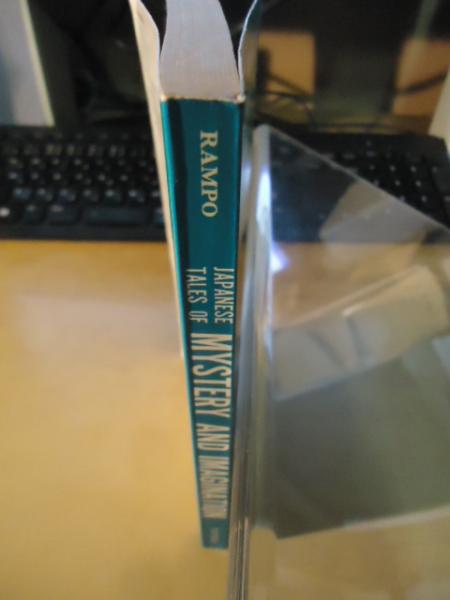 RAMPO
JAPANESE
TALES OF
MYSTERY AND IMAGINATION